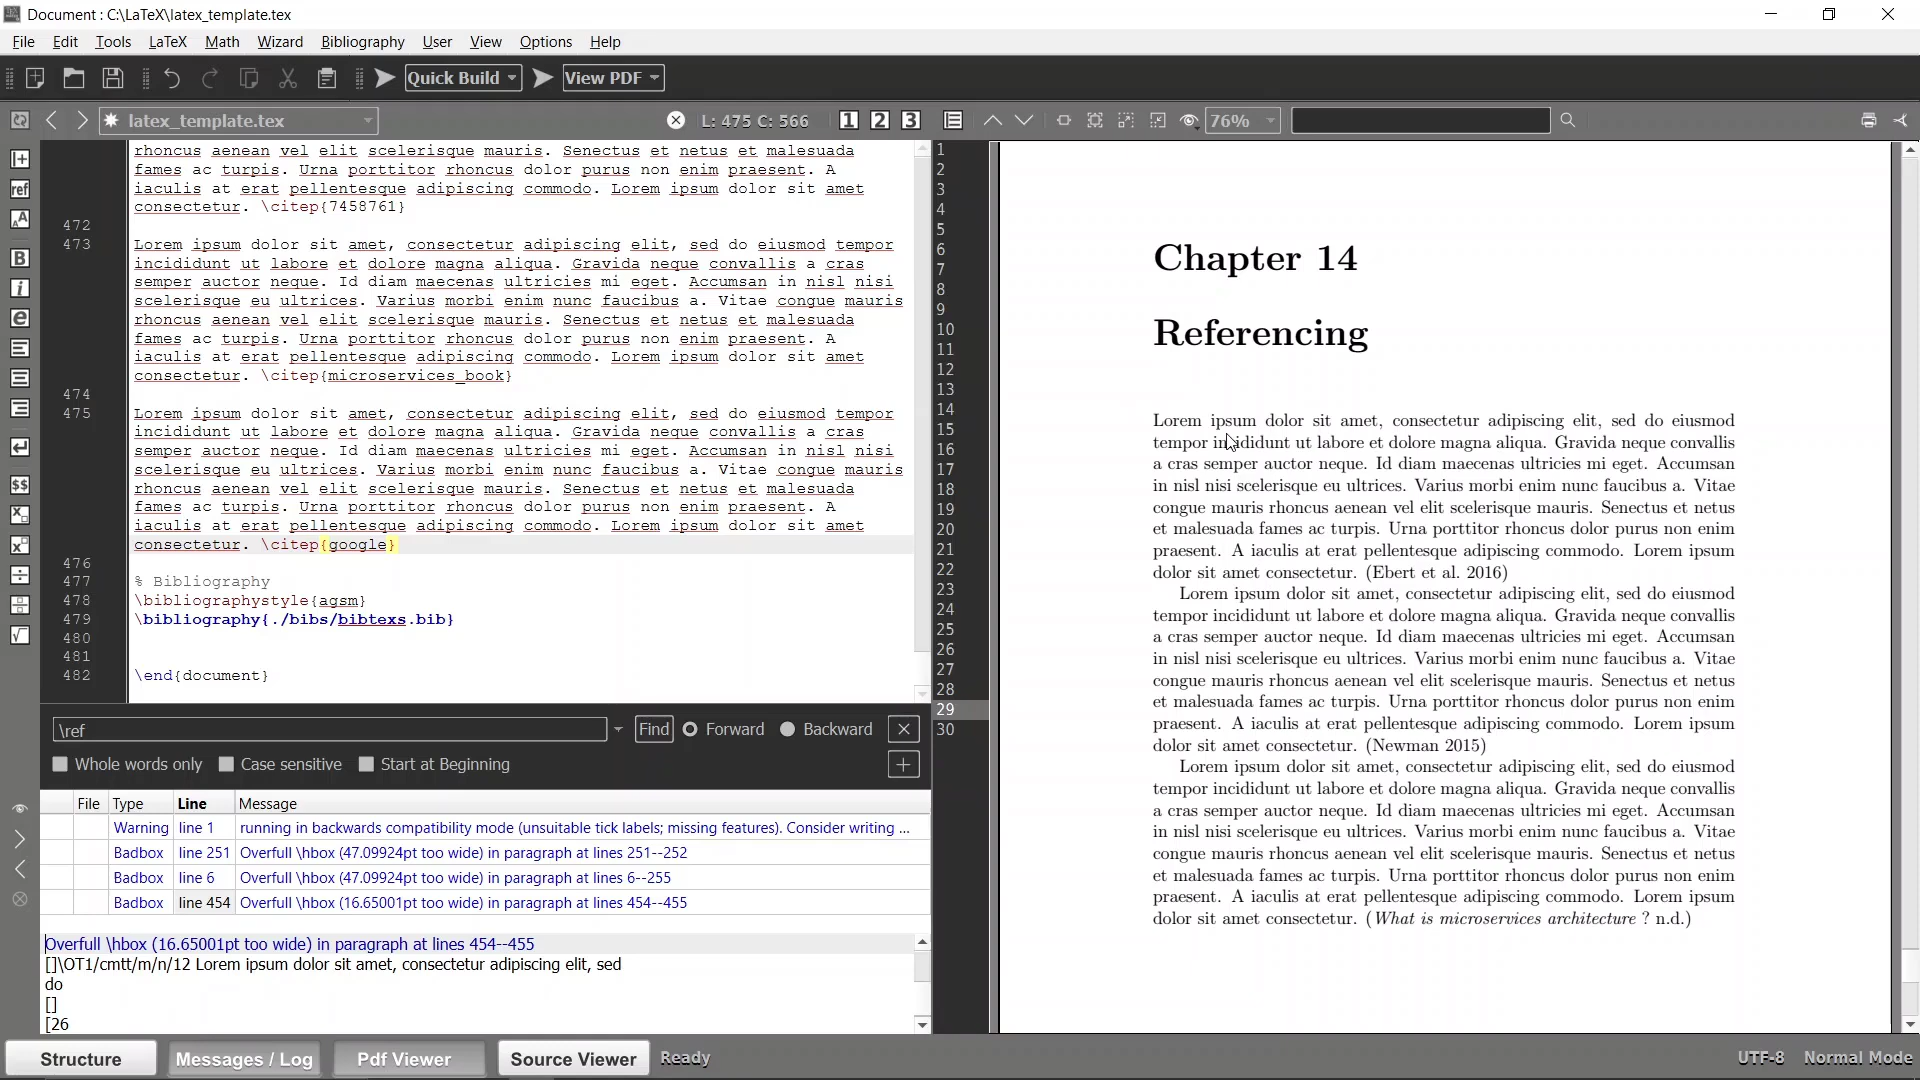 Document : C:\LaTeX\latex_template.tex
File Edit Tools LaTeX Math Wizard Bibliography User View Options Help
Quick Build View PDF
latex_template.tex L: 475 C: 566 1 2 3 76%
rhoncus aenean vel elit scelerisque mauris. Senectus et netus et malesuada
fames ac turpis. Urna porttitor rhoncus dolor purus non enim praesent. A
iaculis at erat pellentesque adipiscing commodo. Lorem ipsum dolor sit amet
consectetur. \citep{7458761}
472
473 Lorem ipsum dolor sit amet, consectetur adipiscing elit, sed do eiusmod tempor
incididunt ut labore et dolore magna aliqua. Gravida neque convallis a cras
semper auctor neque. Id diam maecenas ultricies mi eget. Accumsan in nisl nisi
scelerisque eu ultrices. Varius morbi enim nunc faucibus a. Vitae congue mauris
rhoncus aenean vel elit scelerisque mauris. Senectus et netus et malesuada
fames ac turpis. Urna porttitor rhoncus dolor purus non enim praesent. A
iaculis at erat pellentesque adipiscing commodo. Lorem ipsum dolor sit amet
consectetur. \citep{microservices_book}
474
475 Lorem ipsum dolor sit amet, consectetur adipiscing elit, sed do eiusmod tempor
incididunt ut labore et dolore magna aliqua. Gravida neque convallis a cras
semper auctor neque. Id diam maecenas ultricies mi eget. Accumsan in nisl nisi
scelerisque eu ultrices. Varius morbi enim nunc faucibus a. Vitae congue mauris
rhoncus aenean vel elit scelerisque mauris. Senectus et netus et malesuada
fames ac turpis. Urna porttitor rhoncus dolor purus non enim praesent. A
iaculis at erat pellentesque adipiscing commodo. Lorem ipsum dolor sit amet
consectetur. \citep{google}
476
477 % Bibliography
478 \bibliographystyle{agsm}
479 \bibliography{./bibs/bibtexs.bib}
480
481
482 \end{document}
\ref Find Forward Backward
Whole words only Case sensitive Start at Beginning
File Type Line Message
Warning line 1 running in backwards compatibility mode (unsuitable tick labels; missing features). Consider writing ...
Badbox line 251 Overfull \hbox (47.09924pt too wide) in paragraph at lines 251--252
Badbox line 6 Overfull \hbox (47.09924pt too wide) in paragraph at lines 6--255
Badbox line 454 Overfull \hbox (16.65001pt too wide) in paragraph at lines 454--455
Overfull \hbox (16.65001pt too wide) in paragraph at lines 454--455
[]\OT1/cmtt/m/n/12 Lorem ipsum dolor sit amet, consectetur adipiscing elit, sed
do
[]
[26
1
2
3
4
5
6
7
8
9
10
11
12
13
14
15
16
17
18
19
20
21
22
23
24
25
26
27
28
29
30
Chapter 14
Referencing
Lorem ipsum dolor sit amet, consectetur adipiscing elit, sed do eiusmod
tempor incididunt ut labore et dolore magna aliqua. Gravida neque convallis
a cras semper auctor neque. Id diam maecenas ultricies mi eget. Accumsan
in nisl nisi scelerisque eu ultrices. Varius morbi enim nunc faucibus a. Vitae
congue mauris rhoncus aenean vel elit scelerisque mauris. Senectus et netus
et malesuada fames ac turpis. Urna porttitor rhoncus dolor purus non enim
praesent. A iaculis at erat pellentesque adipiscing commodo. Lorem ipsum
dolor sit amet consectetur. (Ebert et al. 2016)
Lorem ipsum dolor sit amet, consectetur adipiscing elit, sed do eiusmod
tempor incididunt ut labore et dolore magna aliqua. Gravida neque convallis
a cras semper auctor neque. Id diam maecenas ultricies mi eget. Accumsan
in nisl nisi scelerisque eu ultrices. Varius morbi enim nunc faucibus a. Vitae
congue mauris rhoncus aenean vel elit scelerisque mauris. Senectus et netus
et malesuada fames ac turpis. Urna porttitor rhoncus dolor purus non enim
praesent. A iaculis at erat pellentesque adipiscing commodo. Lorem ipsum
dolor sit amet consectetur. (Newman 2015)
Lorem ipsum dolor sit amet, consectetur adipiscing elit, sed do eiusmod
tempor incididunt ut labore et dolore magna aliqua. Gravida neque convallis
a cras semper auctor neque. Id diam maecenas ultricies mi eget. Accumsan
in nisl nisi scelerisque eu ultrices. Varius morbi enim nunc faucibus a. Vitae
congue mauris rhoncus aenean vel elit scelerisque mauris. Senectus et netus
et malesuada fames ac turpis. Urna porttitor rhoncus dolor purus non enim
praesent. A iaculis at erat pellentesque adipiscing commodo. Lorem ipsum
dolor sit amet consectetur. (What is microservices architecture ? n.d.)
Structure Messages / Log Pdf Viewer Source Viewer Ready UTF-8 Normal Mode